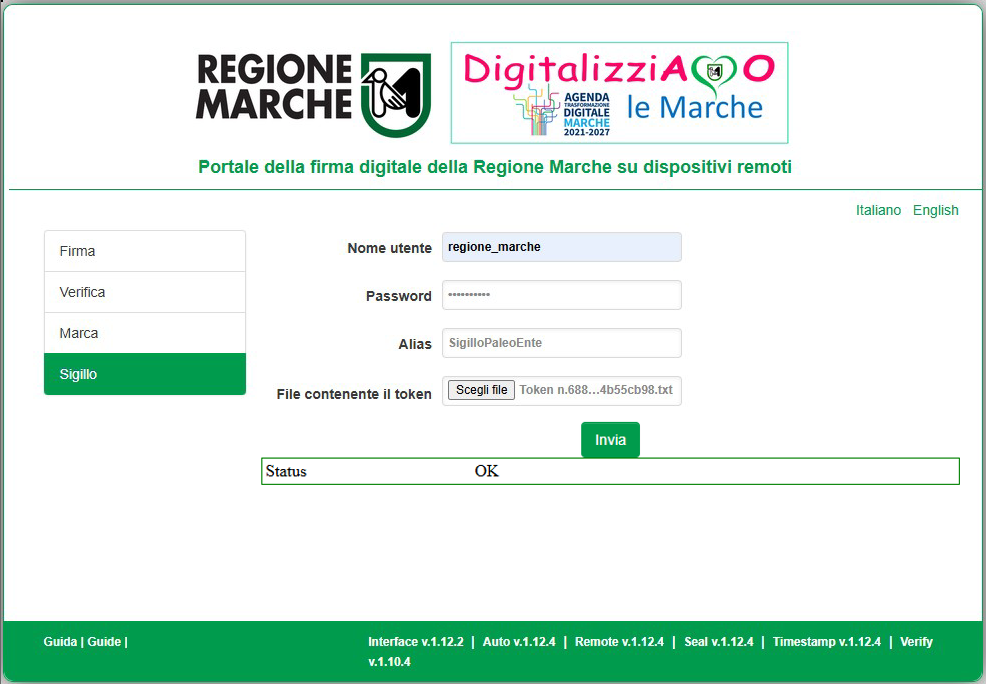 REGIONE
MARCHE
DigitalizziAMO
le Marche
AGENDA
TRASFORMAZIONE
DIGITALE
MARCHE
2021-2027
Portale della firma digitale della Regione Marche su dispositivi remoti
Italiano English
Firma
Verifica
Marca
Sigillo
Nome utente regione_marche
Password ••••••••••
Alias SigilloPaleoEnte
File contenente il token Scegli file Token n.688...4b55cb98.txt
Invia
Status OK
Guida | Guide |
Interface v.1.12.2 | Auto v.1.12.4 | Remote v.1.12.4 | Seal v.1.12.4 | Timestamp v.1.12.4 | Verify
v.1.10.4